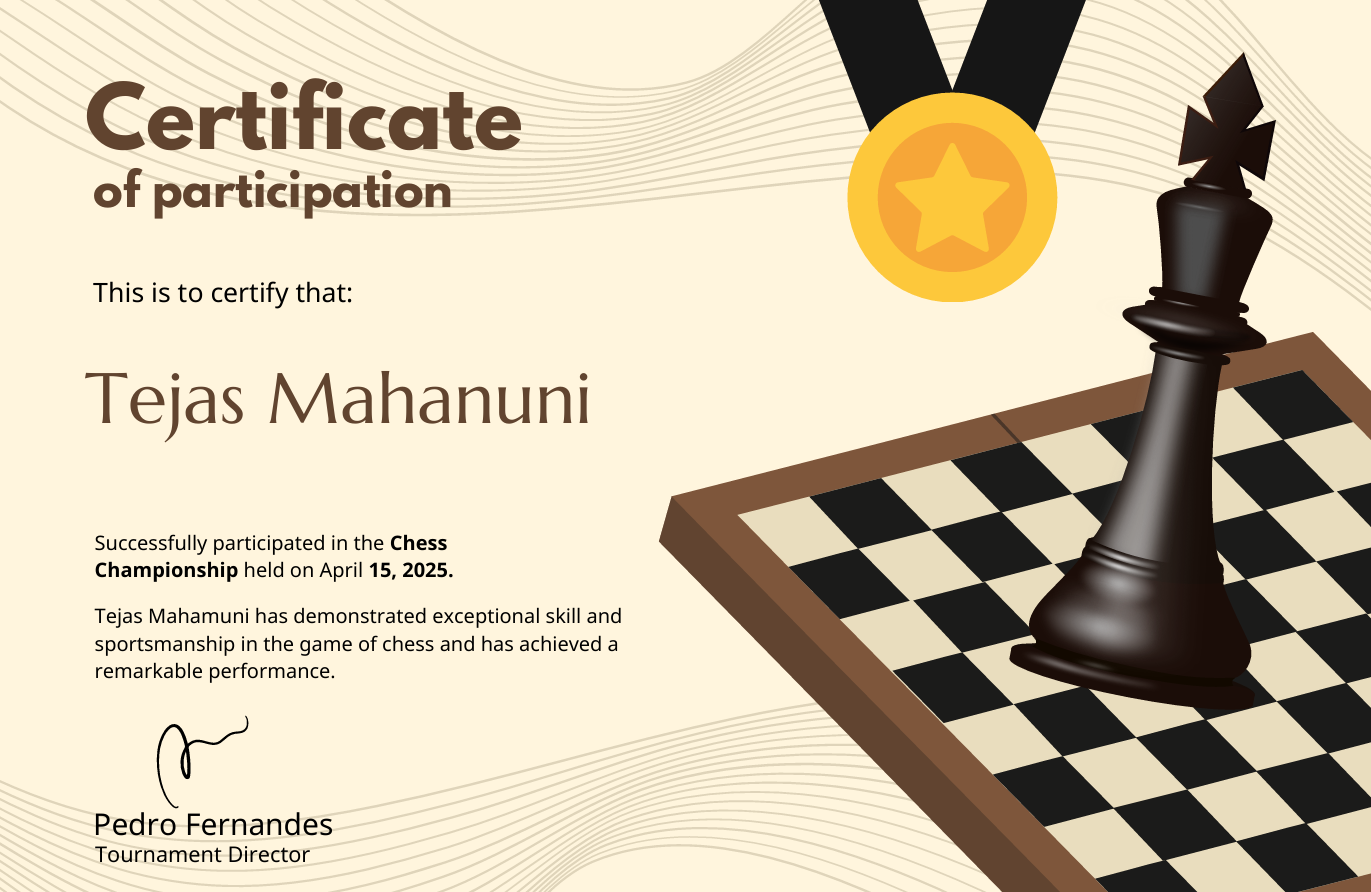 Certificate
of participation
This is to certify that:
Tejas Mahanuni
Successfully participated in the Chess
Championship held on April 15, 2025.
Tejas Mahamuni has demonstrated exceptional skill and
sportsmanship in the game of chess and has achieved a
remarkable performance.
Pedro Fernandes
Tournament Director